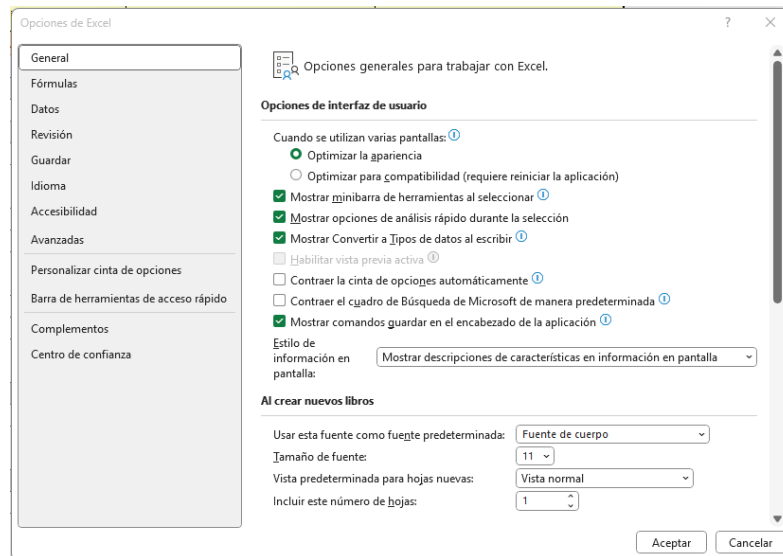 Opciones de Excel
?
General
Fórmulas
Datos
Revisión
Guardar
Idioma
Accesibilidad
Avanzadas
Personalizar cinta de opciones
Barra de herramientas de acceso rápido
Complementos
Centro de confianza
Opciones generales para trabajar con Excel.
Opciones de interfaz de usuario
Cuando se utilizan varias pantallas:
Optimizar la apariencia
Optimizar para compatibilidad (requiere reiniciar la aplicación)
Mostrar minibarra de herramientas al seleccionar
Mostrar opciones de análisis rápido durante la selección
Mostrar Convertir a Tipos de datos al escribir
Habilitar vista previa activa
Contraer la cinta de opciones automáticamente
Contraer el cuadro de Búsqueda de Microsoft de manera predeterminada
Mostrar comandos guardar en el encabezado de la aplicación
Estilo de
información en
pantalla:
Mostrar descripciones de características en información en pantalla
Al crear nuevos libros
Usar esta fuente como fuente predeterminada: Fuente de cuerpo
Tamaño de fuente: 11
Vista predeterminada para hojas nuevas: Vista normal
Incluir este número de hojas: 1
Aceptar Cancelar